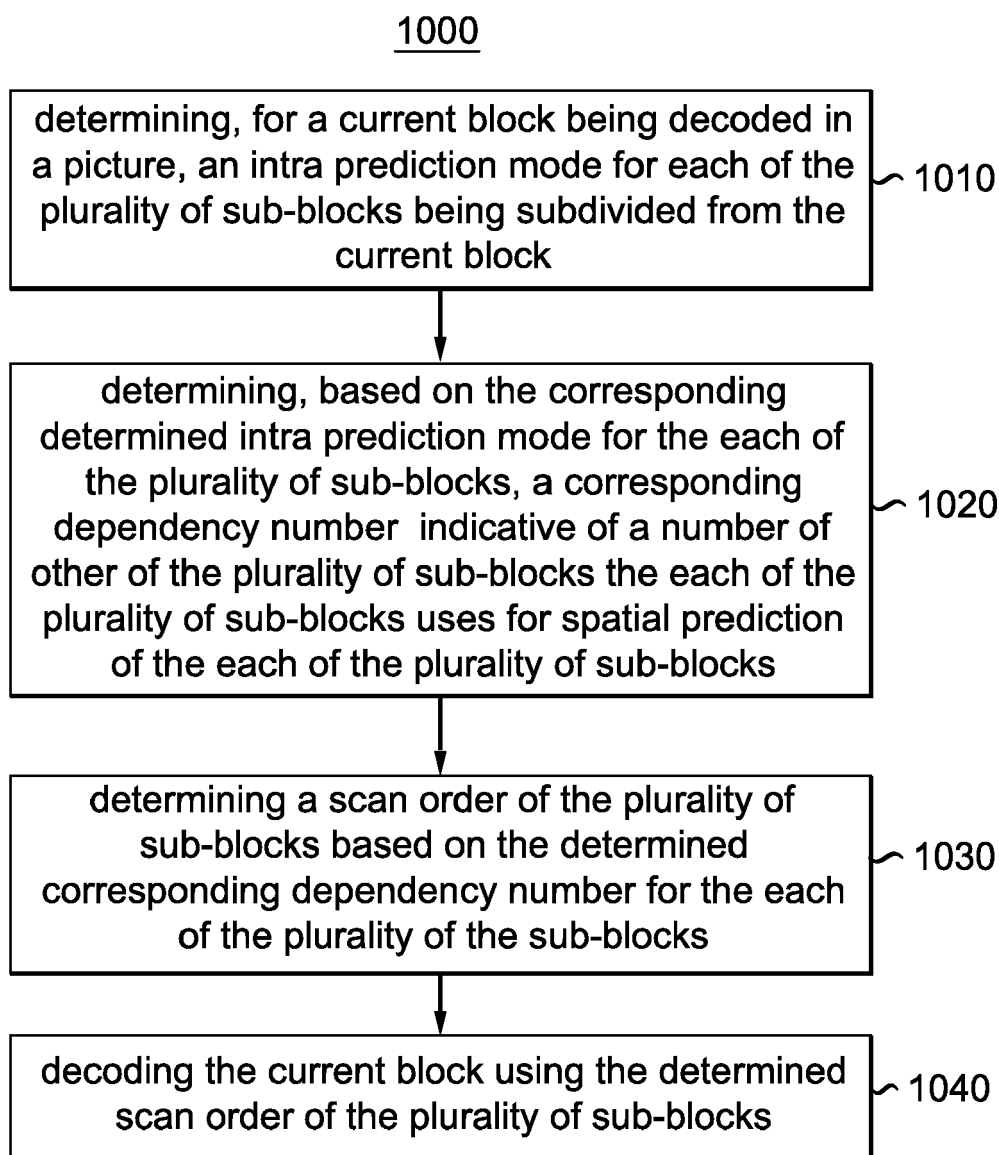 1000
determining, for a current block being decoded in
a picture, an intra prediction mode for each of the
plurality of sub-blocks being subdivided from the
current block
1010
determining, based on the corresponding
determined intra prediction mode for the each of
the plurality of sub-blocks, a corresponding
dependency number indicative of a number of
other of the plurality of sub-blocks the each of the
plurality of sub-blocks uses for spatial prediction
of the each of the plurality of sub-blocks
1020
determining a scan order of the plurality of
sub-blocks based on the determined
corresponding dependency number for the each
of the plurality of the sub-blocks
1030
decoding the current block using the determined
scan order of the plurality of sub-blocks
1040